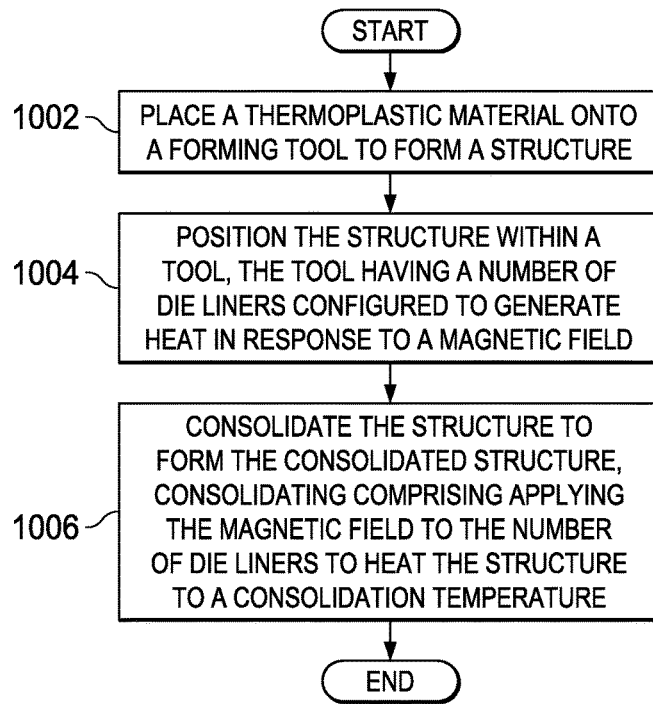 START
1002
PLACE A THERMOPLASTIC MATERIAL ONTO
A FORMING TOOL TO FORM A STRUCTURE
1004
POSITION THE STRUCTURE WITHIN A
TOOL, THE TOOL HAVING A NUMBER OF
DIE LINERS CONFIGURED TO GENERATE
HEAT IN RESPONSE TO A MAGNETIC FIELD
1006
CONSOLIDATE THE STRUCTURE TO
FORM THE CONSOLIDATED STRUCTURE,
CONSOLIDATING COMPRISING APPLYING
THE MAGNETIC FIELD TO THE NUMBER
OF DIE LINERS TO HEAT THE STRUCTURE
TO A CONSOLIDATION TEMPERATURE
END